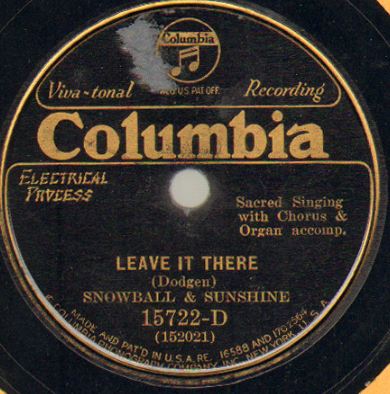 Columbia
Viva-tonal Recording
REG. U.S. PAT. OFF.
Columbia
ELECTRICAL
PROCESS
Sacred Singing
with Chorus &
Organ accomp.
LEAVE IT THERE
(Dodgen)
SNOWBALL & SUNSHINE
15722-D
(152021)
MADE AND PAT'D IN U.S.A. RE. 16588 AND 1702564
COLUMBIA PHONOGRAPH COMPANY INC. NEW YORK, U.S.A.